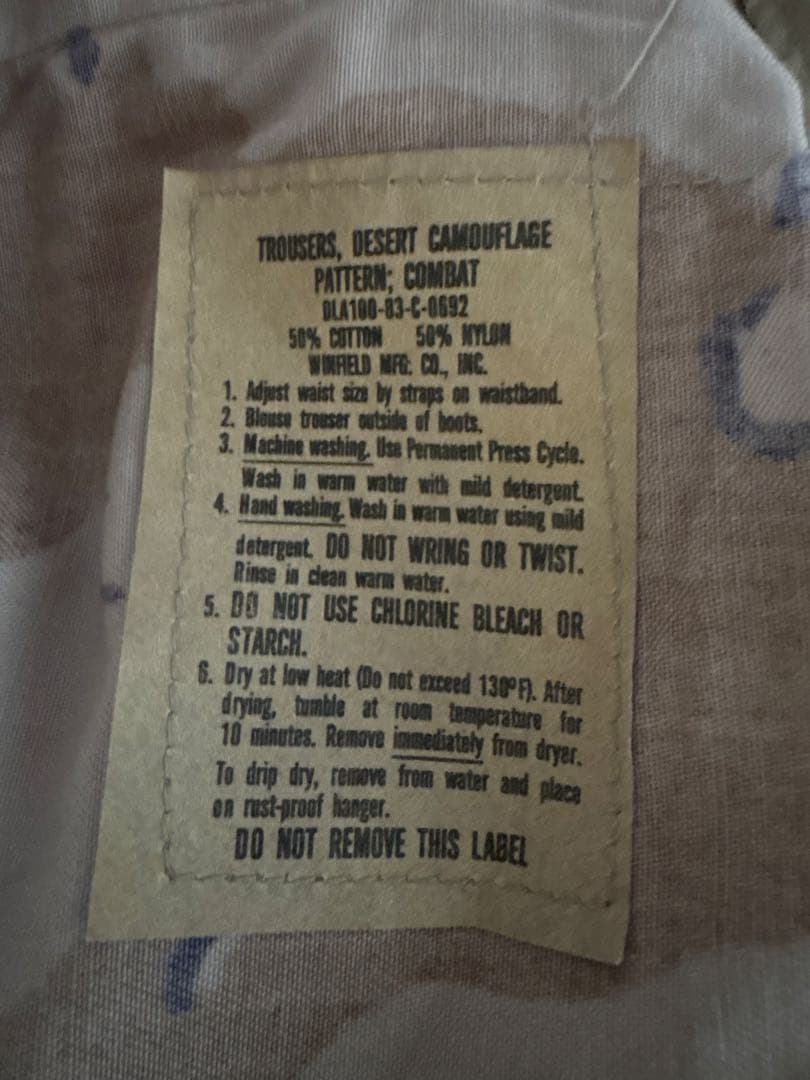 TROUSERS, DESERT CAMOUFLAGE
PATTERN; COMBAT
DLA100-83-C-0692
50% COTTON 50% NYLON
WINFIELD MFG. CO., INC.
1. Adjust waist size by straps on waistband.
2. Blouse trouser outside of boots.
3. Machine washing. Use Permanent Press Cycle.
Wash in warm water with mild detergent.
4. Hand washing. Wash in warm water using mild
detergent. DO NOT WRING OR TWIST.
Rinse in clean warm water.
5. DO NOT USE CHLORINE BLEACH OR
STARCH.
6. Dry at low heat (Do not exceed 130°F). After
drying, tumble at room temperature for
10 minutes. Remove immediately from dryer.
To drip dry, remove from water and place
on rust-proof hanger.
DO NOT REMOVE THIS LABEL